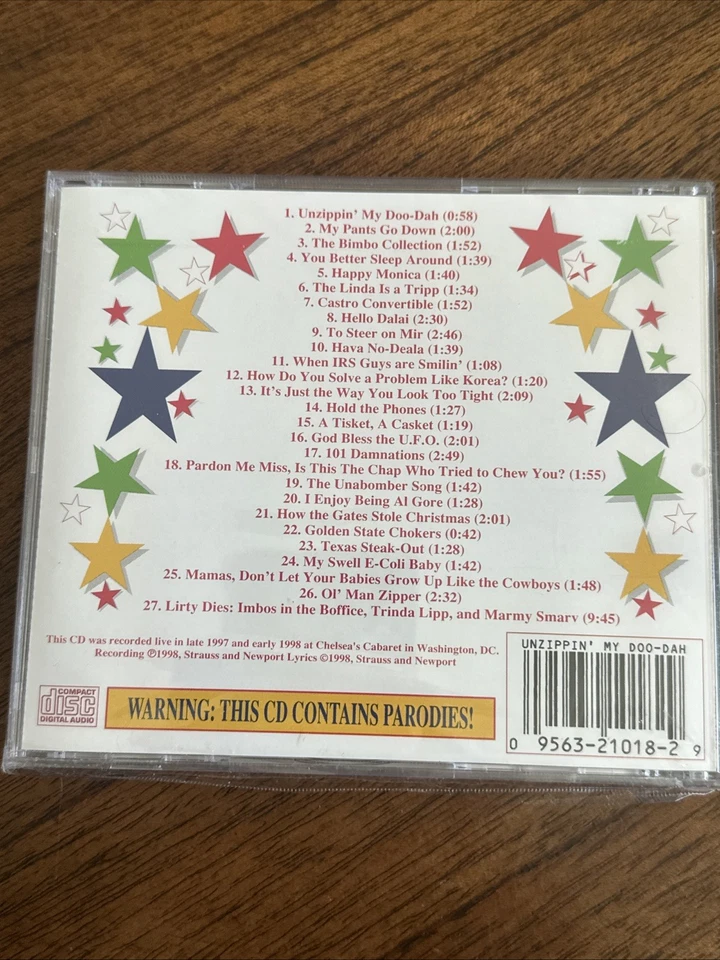 1. Unzippin' My Doo-Dah (0:58)
2. My Pants Go Down (2:00)
3. The Bimbo Collection (1:52)
4. You Better Sleep Around (1:39)
5. Happy Monica (1:40)
6. The Linda Is a Tripp (1:34)
7. Castro Convertible (1:52)
8. Hello Dalai (2:30)
9. To Steer on Mir (2:46)
10. Hava No-Deala (1:39)
11. When IRS Guys are Smilin' (1:08)
12. How Do You Solve a Problem Like Korea? (1:20)
13. It's Just the Way You Look Too Tight (2:09)
14. Hold the Phones (1:27)
15. A Tisket, A Casket (1:19)
16. God Bless the U.F.O. (2:01)
17. 101 Damnations (2:49)
18. Pardon Me Miss, Is This The Chap Who Tried to Chew You? (1:55)
19. The Unabomber Song (1:42)
20. I Enjoy Being Al Gore (1:28)
21. How the Gates Stole Christmas (2:01)
22. Golden State Chokers (0:42)
23. Texas Steak-Out (1:28)
24. My Swell E-Coli Baby (1:42)
25. Mamas, Don't Let Your Babies Grow Up Like the Cowboys (1:48)
26. Ol' Man Zipper (2:32)
27. Lirty Dies: Imbos in the Boffice, Trinda Lipp, and Marmy Smarv (9:45)
This CD was recorded live in late 1997 and early 1998 at Chelsea's Cabaret in Washington, DC.
Recording ℗1998, Strauss and Newport Lyrics ©1998, Strauss and Newport
COMPACT
disc
DIGITAL AUDIO
WARNING: THIS CD CONTAINS PARODIES!
UNZIPPIN' MY DOO-DAH
0 9563-21018-2 9